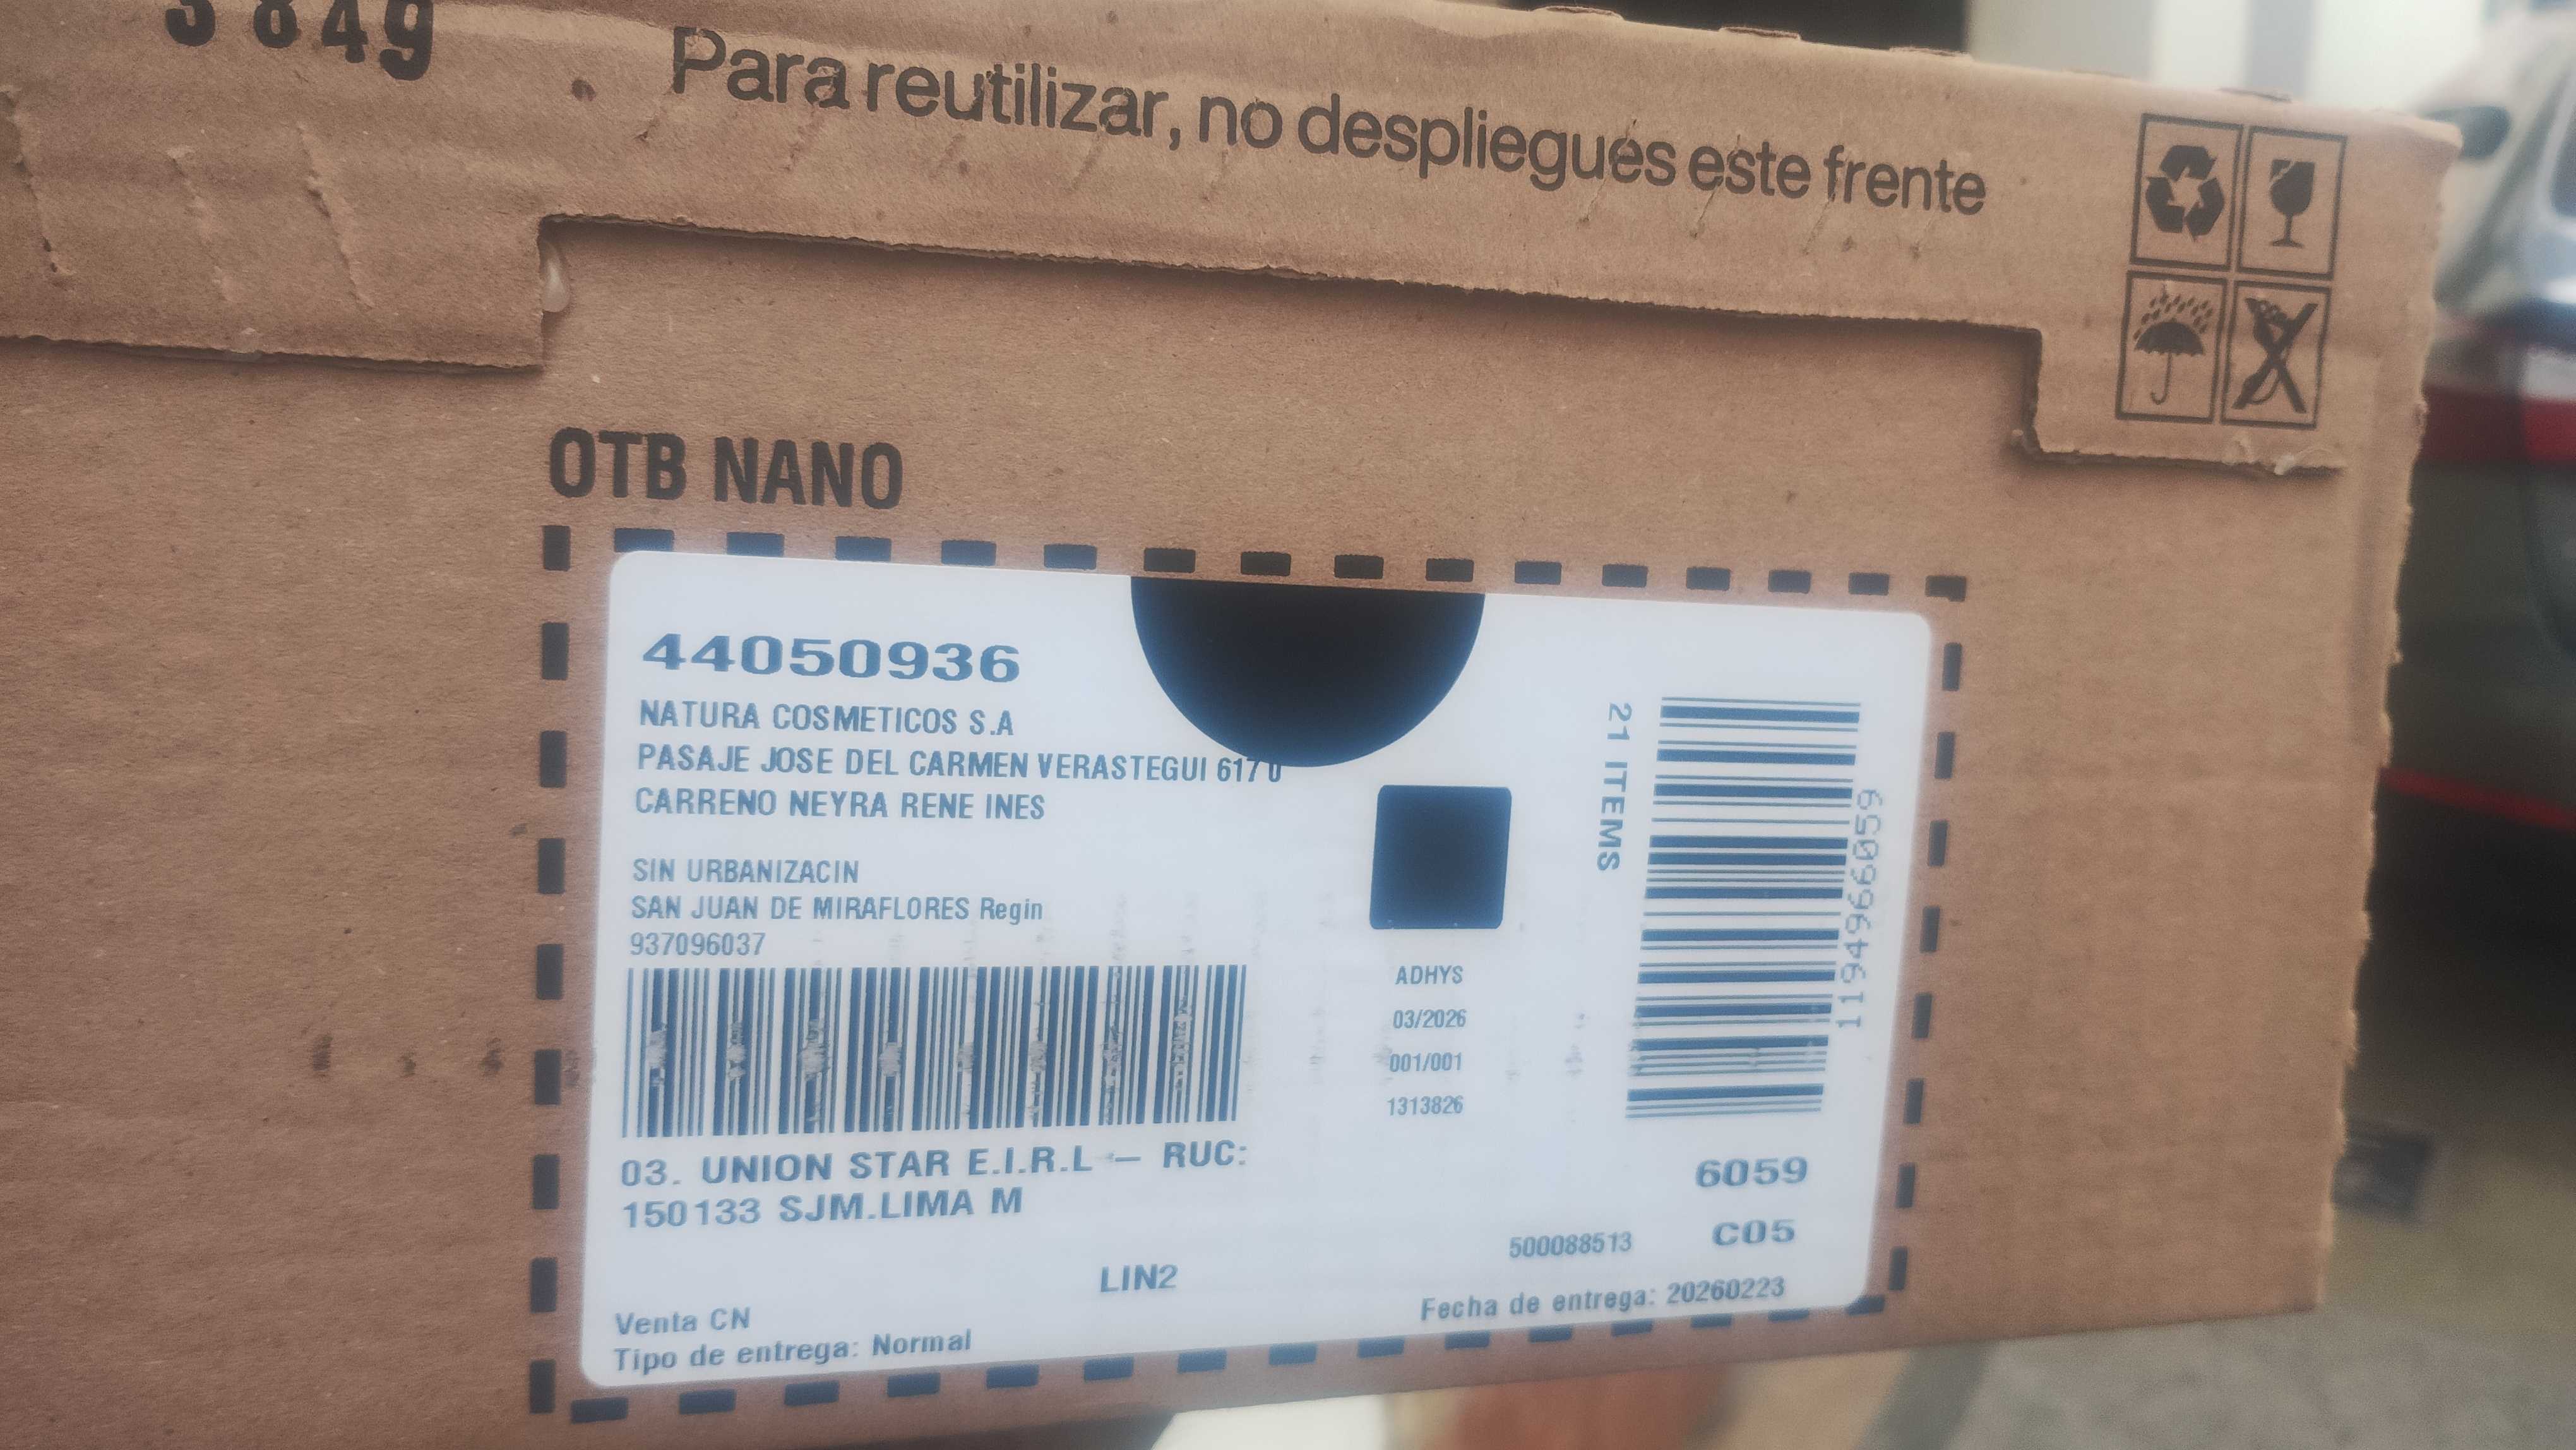 3849
Para reutilizar, no despliegues este frente
OTB NANO
44050936
NATURA COSMETICOS S.A
PASAJE JOSE DEL CARMEN VERASTEGUI 617 0
CARRENO NEYRA RENE INES
SIN URBANIZACIN
SAN JUAN DE MIRAFLORES Regin
937096037
03. UNION STAR E.I.R.L – RUC:
150133 SJM.LIMA M
LIN2
Venta CN
Tipo de entrega: Normal
ADHYS
03/2026
001/001
1313826
21 ITEMS
1194966059
6059
C05
500088513
Fecha de entrega: 20260223